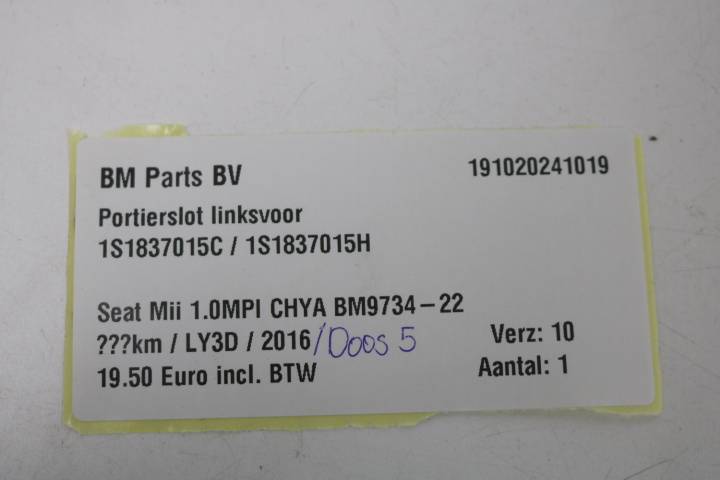 BM Parts BV 191020241019
Portierslot linksvoor
1S1837015C / 1S1837015H
Seat Mii 1.0MPI CHYA BM9734-22
???km / LY3D / 2016 / Doos 5 Verz: 10
19.50 Euro incl. BTW Aantal: 1